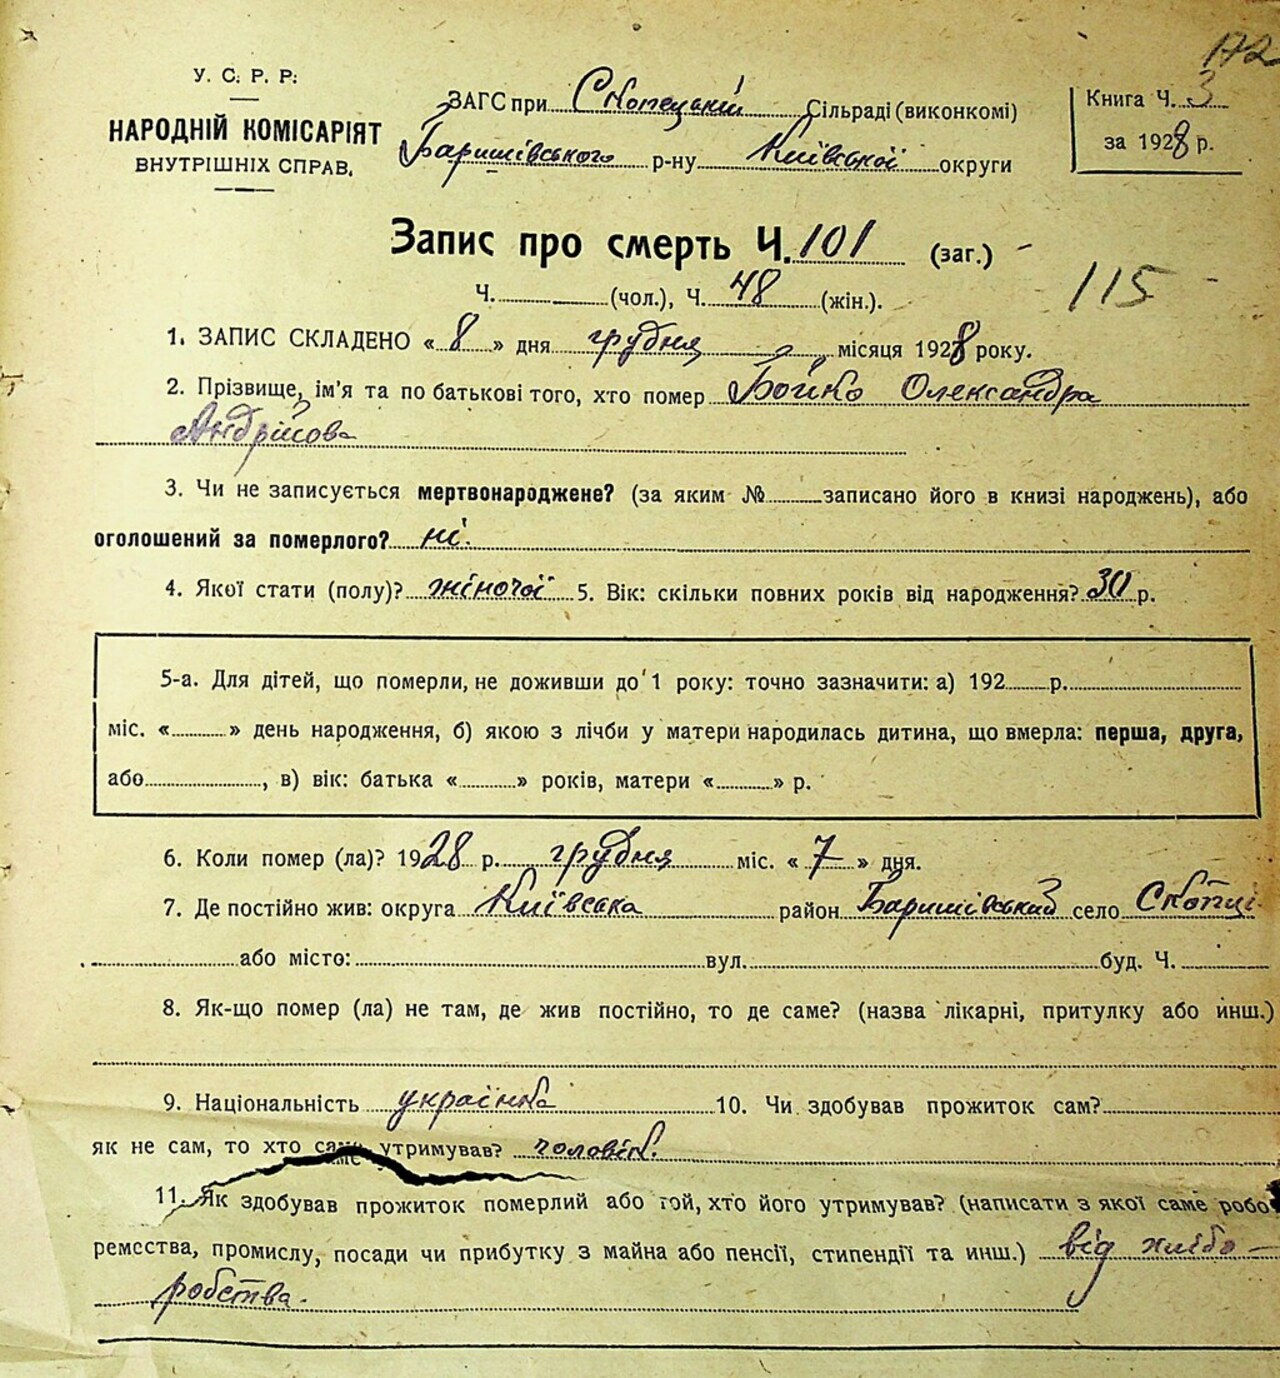 172
У. С. Р. Р.
НАРОДНІЙ КОМІСАРІЯТ
ВНУТРІШНІХ СПРАВ.
ЗАГС при Скопецькій Сільраді (виконкомі)
Баришівського р-ну Київської округи
Книга Ч. 3
за 1928 р.
Запис про смерть Ч. 101 (заг.)
Ч. (чол.), Ч. 48 (жін.).
115
1. ЗАПИС СКЛАДЕНО « 8 » дня грудня місяця 1928 року.
2. Прізвище, ім'я та по батькові того, хто помер Бойко Олександра
Андрійова
3. Чи не записується мертвонароджене? (за яким № записано його в книзі народжень), або
оголошений за померлого? ні.
4. Якої стати (полу)? жіночої 5. Вік: скільки повних років від народження? 30 р.
5-а. Для дітей, що померли, не доживши до 1 року: точно зазначити: а) 192 р.
міс. « » день народження, б) якою з лічби у матери народилась дитина, що вмерла: перша, друга,
або , в) вік: батька « » років, матери « » р.
6. Коли помер (ла)? 1928 р. грудня міс. « 7 » дня.
7. Де постійно жив: округа Київська район Баришівський село Скопці
або місто: вул. буд. Ч.
8. Як-що помер (ла) не там, де жив постійно, то де саме? (назва лікарні, притулку або инш.)
9. Національність українка 10. Чи здобував прожиток сам?
як не сам, то хто саме утримував? чоловік.
11. Як здобував прожиток померлий або той, хто його утримував? (написати з якої саме робо
ремества, промислу, посади чи прибутку з майна або пенсії, стипендії та инш.) від хлібо-
робства.